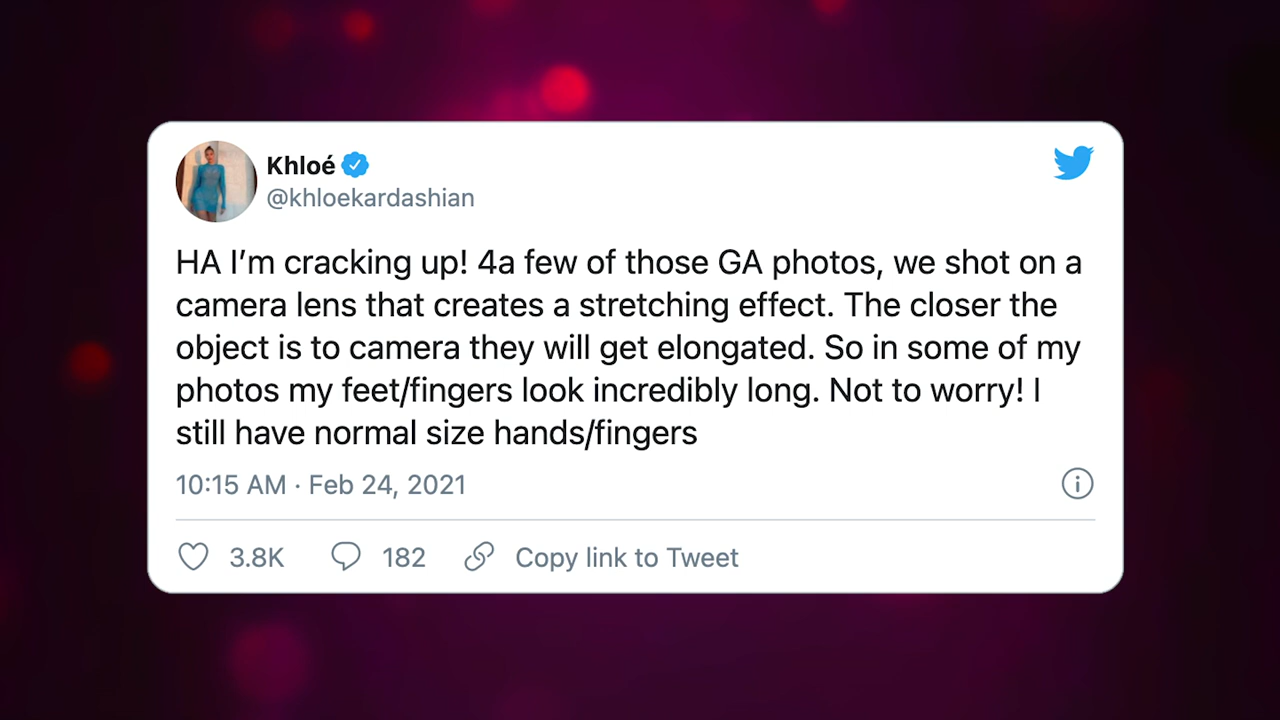 Khloé
@khloekardashian
HA I’m cracking up! 4a few of those GA photos, we shot on a
camera lens that creates a stretching effect. The closer the
object is to camera they will get elongated. So in some of my
photos my feet/fingers look incredibly long. Not to worry! I
still have normal size hands/fingers
10:15 AM · Feb 24, 2021
3.8K 182 Copy link to Tweet